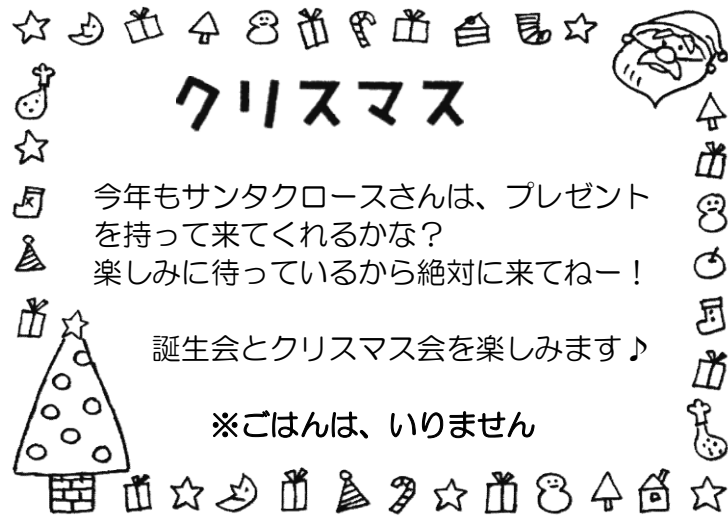 クリスマス
今年もサンタクロースさんは、プレゼント
を持って来てくれるかな？
楽しみに待っているから絶対に来てねー！
誕生会とクリスマス会を楽しみます♪
※ごはんは、いりません